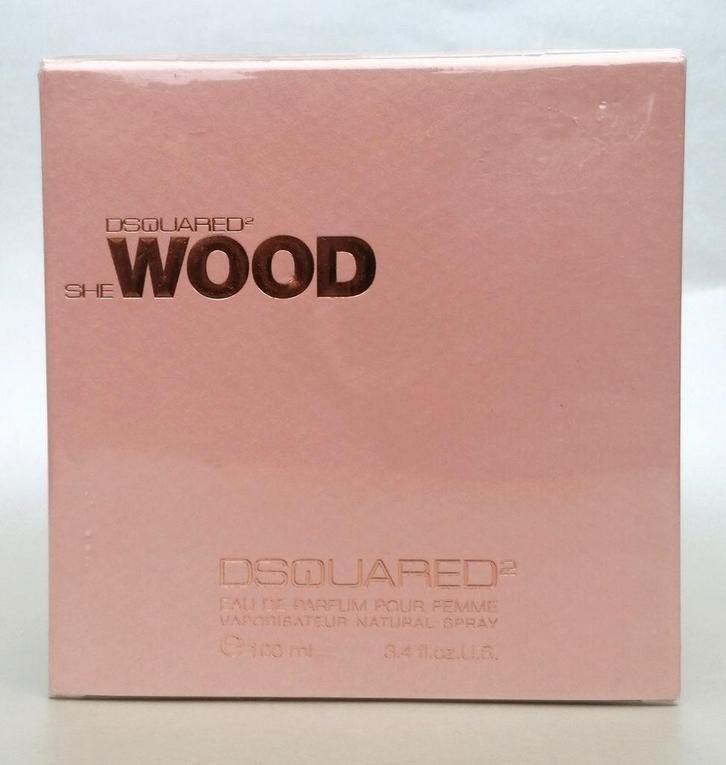 DSQUARED²
SHE WOOD
DSQUARED²
EAU DE PARFUM POUR FEMME
VAPORISATEUR NATURAL SPRAY
℮ 100 ml 3.4 fl.oz.U.S.